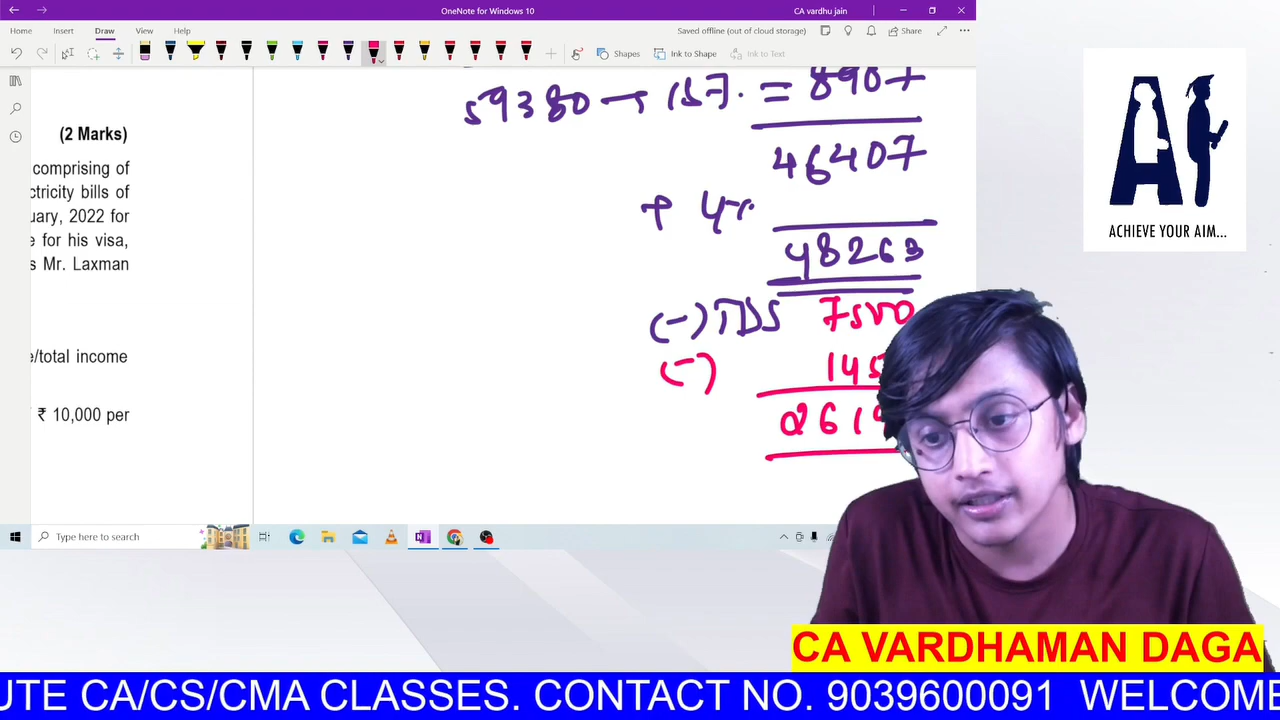 OneNote for Windows 10
CA vardhu jain
Home Insert Draw View Help
Saved offline (out of cloud storage)
Share
Shapes
Ink to Shape
Ink to Text
(2 Marks)
comprising of
ctricity bills of
uary, 2022 for
e for his visa,
s Mr. Laxman
e/total income
₹ 10,000 per
59380 → 15%. = 8907
46407
+ 4%
48263
(-) TDS 7500
(-) 145
2619
ACHIEVE YOUR AIM...
Type here to search
CA VARDHAMAN DAGA
UTE CA/CS/CMA CLASSES. CONTACT NO. 9039600091 WELCOME